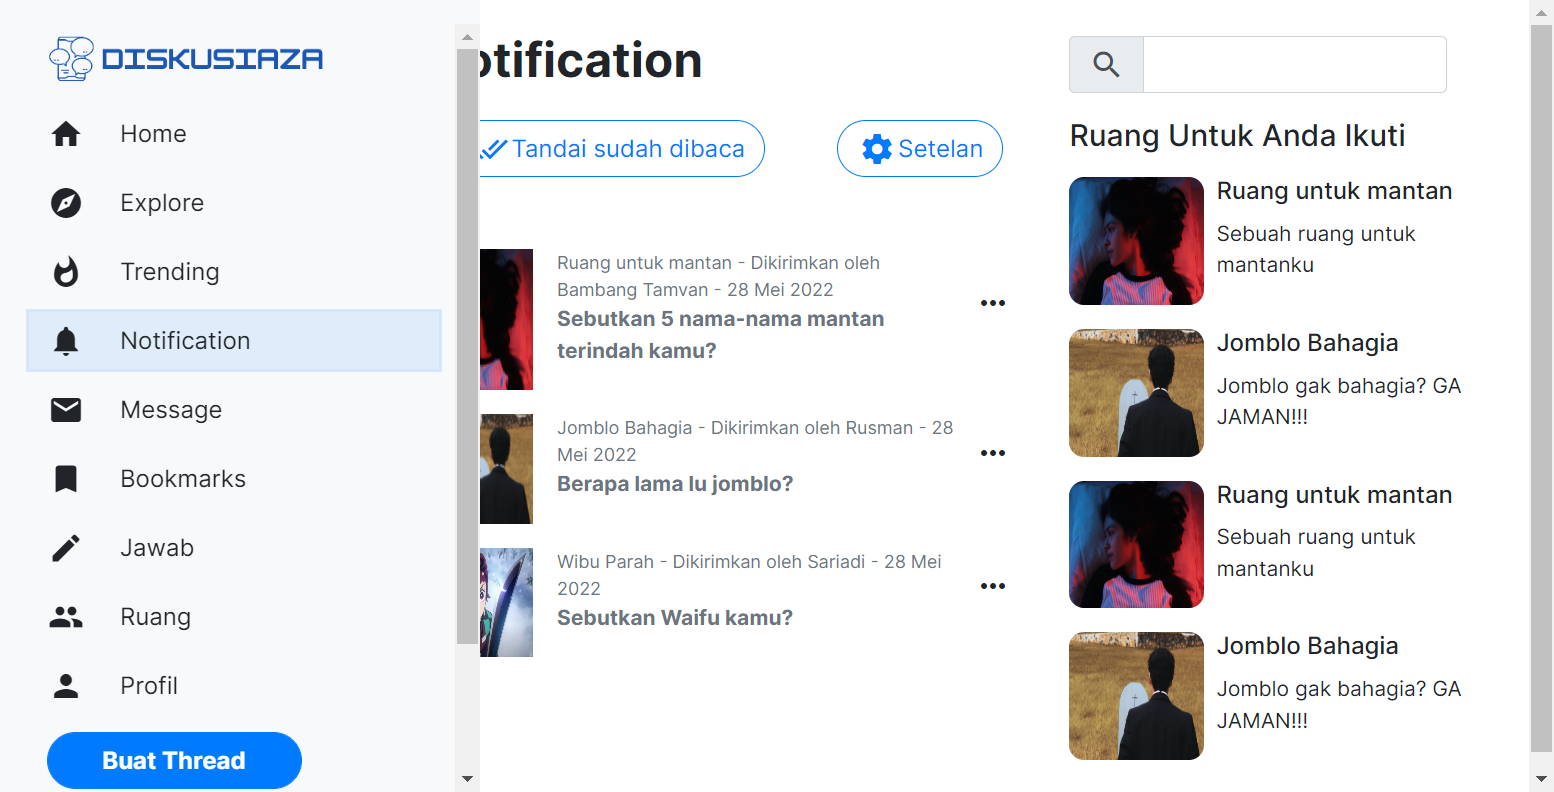 DISKUSIAZA
Home
Explore
Trending
Notification
Message
Bookmarks
Jawab
Ruang
Profil
Buat Thread
otification
Tandai sudah dibaca
Setelan
Ruang untuk mantan - Dikirimkan oleh
Bambang Tamvan - 28 Mei 2022
Sebutkan 5 nama-nama mantan
terindah kamu?
Jomblo Bahagia - Dikirimkan oleh Rusman - 28
Mei 2022
Berapa lama lu jomblo?
Wibu Parah - Dikirimkan oleh Sariadi - 28 Mei
2022
Sebutkan Waifu kamu?
Ruang Untuk Anda Ikuti
Ruang untuk mantan
Sebuah ruang untuk
mantanku
Jomblo Bahagia
Jomblo gak bahagia? GA
JAMAN!!!
Ruang untuk mantan
Sebuah ruang untuk
mantanku
Jomblo Bahagia
Jomblo gak bahagia? GA
JAMAN!!!